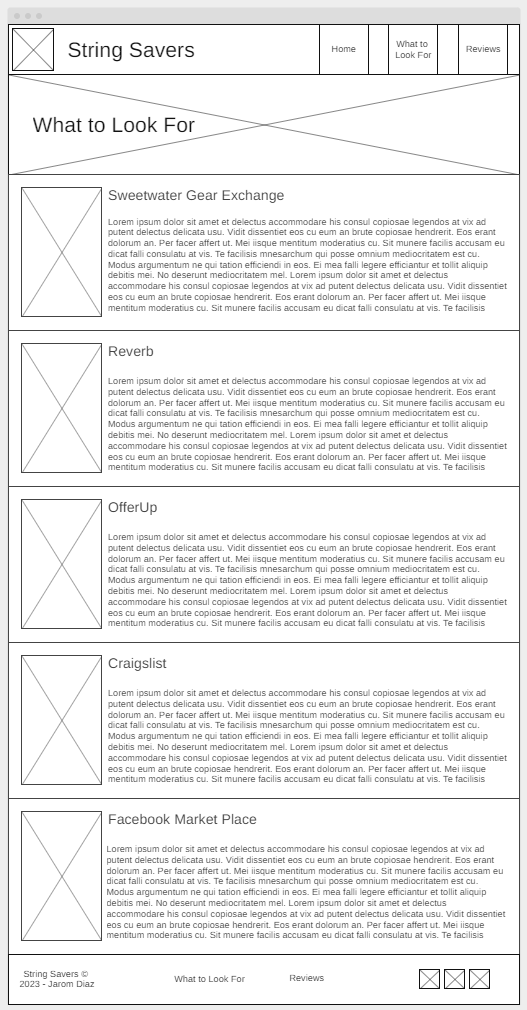 String Savers
Home
What to
Look For
Reviews
What to Look For
Sweetwater Gear Exchange
Lorem ipsum dolor sit amet et delectus accommodare his consul copiosae legendos at vix ad
putent delectus delicata usu. Vidit dissentiet eos cu eum an brute copiosae hendrerit. Eos erant
dolorum an. Per facer affert ut. Mei iisque mentitum moderatius cu. Sit munere facilis accusam eu
dicat facilis consulatu at vis. Te facilisis mnesarchum qui posse omnium mediocritatem est cu.
Modus argumentum ne qui tation efficiendi in eos. Ei mea falli legere efficiantur et tollit aliquip
debitis mei. No deserunt mediocritatem mel. Lorem ipsum dolor sit amet et delectus
accommodare his consul copiosae legendos at vix ad putent delectus delicata usu. Vidit dissentiet
eos cu eum an brute copiosae hendrerit. Eos erant dolorum an. Per facer affert ut. Mei iisque
mentitum moderatius cu. Sit munere facilis accusam eu dicat falli consulatu at vis. Te facilisis
Reverb
Lorem ipsum dolor sit amet et delectus accommodare his consul copiosae legendos at vix ad
putent delectus delicata usu. Vidit dissentiet eos cu eum an brute copiosae hendrerit. Eos erant
dolorum an. Per facer affert ut. Mei iisque mentitum moderatius cu. Sit munere facilis accusam eu
dicat falli consulatu at vis. Te facilisis mnesarchum qui posse omnium mediocritatem est cu.
Modus argumentum ne qui tation efficiendi in eos. Ei mea falli legere efficiantur et tollit aliquip
debitis mei. No deserunt mediocritatem mel. Lorem ipsum dolor sit amet et delectus
accommodare his consul copiosae legendos at vix ad putent delectus delicata usu. Vidit dissentiet
eos cu eum an brute copiosae hendrerit. Eos erant dolorum an. Per facer affert ut. Mei iisque
mentitum moderatius cu. Sit munere facilis accusam eu dicat falli consulatu at vis. Te facilisis
OfferUp
Lorem ipsum dolor sit amet et delectus accommodare his consul copiosae legendos at vix ad
putent delectus delicata usu. Vidit dissentiet eos cu eum an brute copiosae hendrerit. Eos erant
dolorum an. Per facer affert ut. Mei iisque mentitum moderatius cu. Sit munere facilis accusam eu
dicat falli consulatu at vis. Te facilisis mnesarchum qui posse omnium mediocritatem est cu.
Modus argumentum ne qui tation efficiendi in eos. Ei mea falli legere efficiantur et tollit aliquip
debitis mei. No deserunt mediocritatem mel. Lorem ipsum dolor sit amet et delectus
accommodare his consul copiosae legendos at vix ad putent delectus delicata usu. Vidit dissentiet
eos cu eum an brute copiosae hendrerit. Eos erant dolorum an. Per facer affert ut. Mei iisque
mentitum moderatius cu. Sit munere facilis accusam eu dicat falli consulatu at vis. Te facilisis
Craigslist
Lorem ipsum dolor sit amet et delectus accommodare his consul copiosae legendos at vix ad
putent delectus delicata usu. Vidit dissentiet eos cu eum an brute copiosae hendrerit. Eos erant
dolorum an. Per facer affert ut. Mei iisque mentitum moderatius cu. Sit munere facilis accusam eu
dicat falli consulatu at vis. Te facilisis mnesarchum qui posse omnium mediocritatem est cu.
Modus argumentum ne qui tation efficiendi in eos. Ei mea falli legere efficiantur et tollit aliquip
debitis mei. No deserunt mediocritatem mel. Lorem ipsum dolor sit amet et delectus
accommodare his consul copiosae legendos at vix ad putent delectus delicata usu. Vidit dissentiet
eos cu eum an brute copiosae hendrerit. Eos erant dolorum an. Per facer affert ut. Mei iisque
mentitum moderatius cu. Sit munere facilis accusam eu dicat falli consulatu at vis. Te facilisis
Facebook Market Place
Lorem ipsum dolor sit amet et delectus accommodare his consul copiosae legendos at vix ad
putent delectus delicata usu. Vidit dissentiet eos cu eum an brute copiosae hendrerit. Eos erant
dolorum an. Per facer affert ut. Mei iisque mentitum moderatius cu. Sit munere facilis accusam eu
dicat falli consulatu at vis. Te facilisis mnesarchum qui posse omnium mediocritatem est cu.
Modus argumentum ne qui tation efficiendi in eos. Ei mea falli legere efficiantur et tollit aliquip
debitis mei. No deserunt mediocritatem mel. Lorem ipsum dolor sit amet et delectus
accommodare his consul copiosae legendos at vix ad putent delectus delicata usu. Vidit dissentiet
eos cu eum an brute copiosae hendrerit. Eos erant dolorum an. Per facer affert ut. Mei iisque
mentitum moderatius cu. Sit munere facilis accusam eu dicat falli consulatu at vis. Te facilisis
String Savers ©
2023 - Jarom Diaz
What to Look For
Reviews